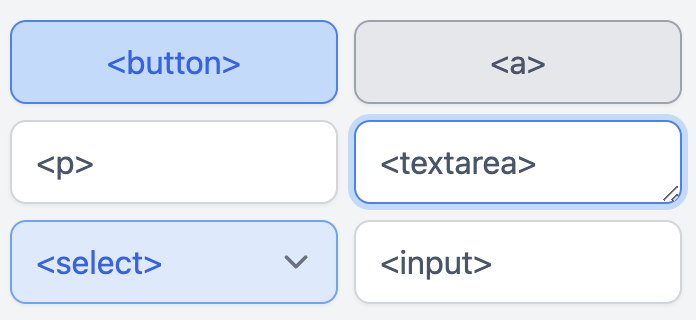 <button>
<a>
<p>
<textarea>
<select>
<input>